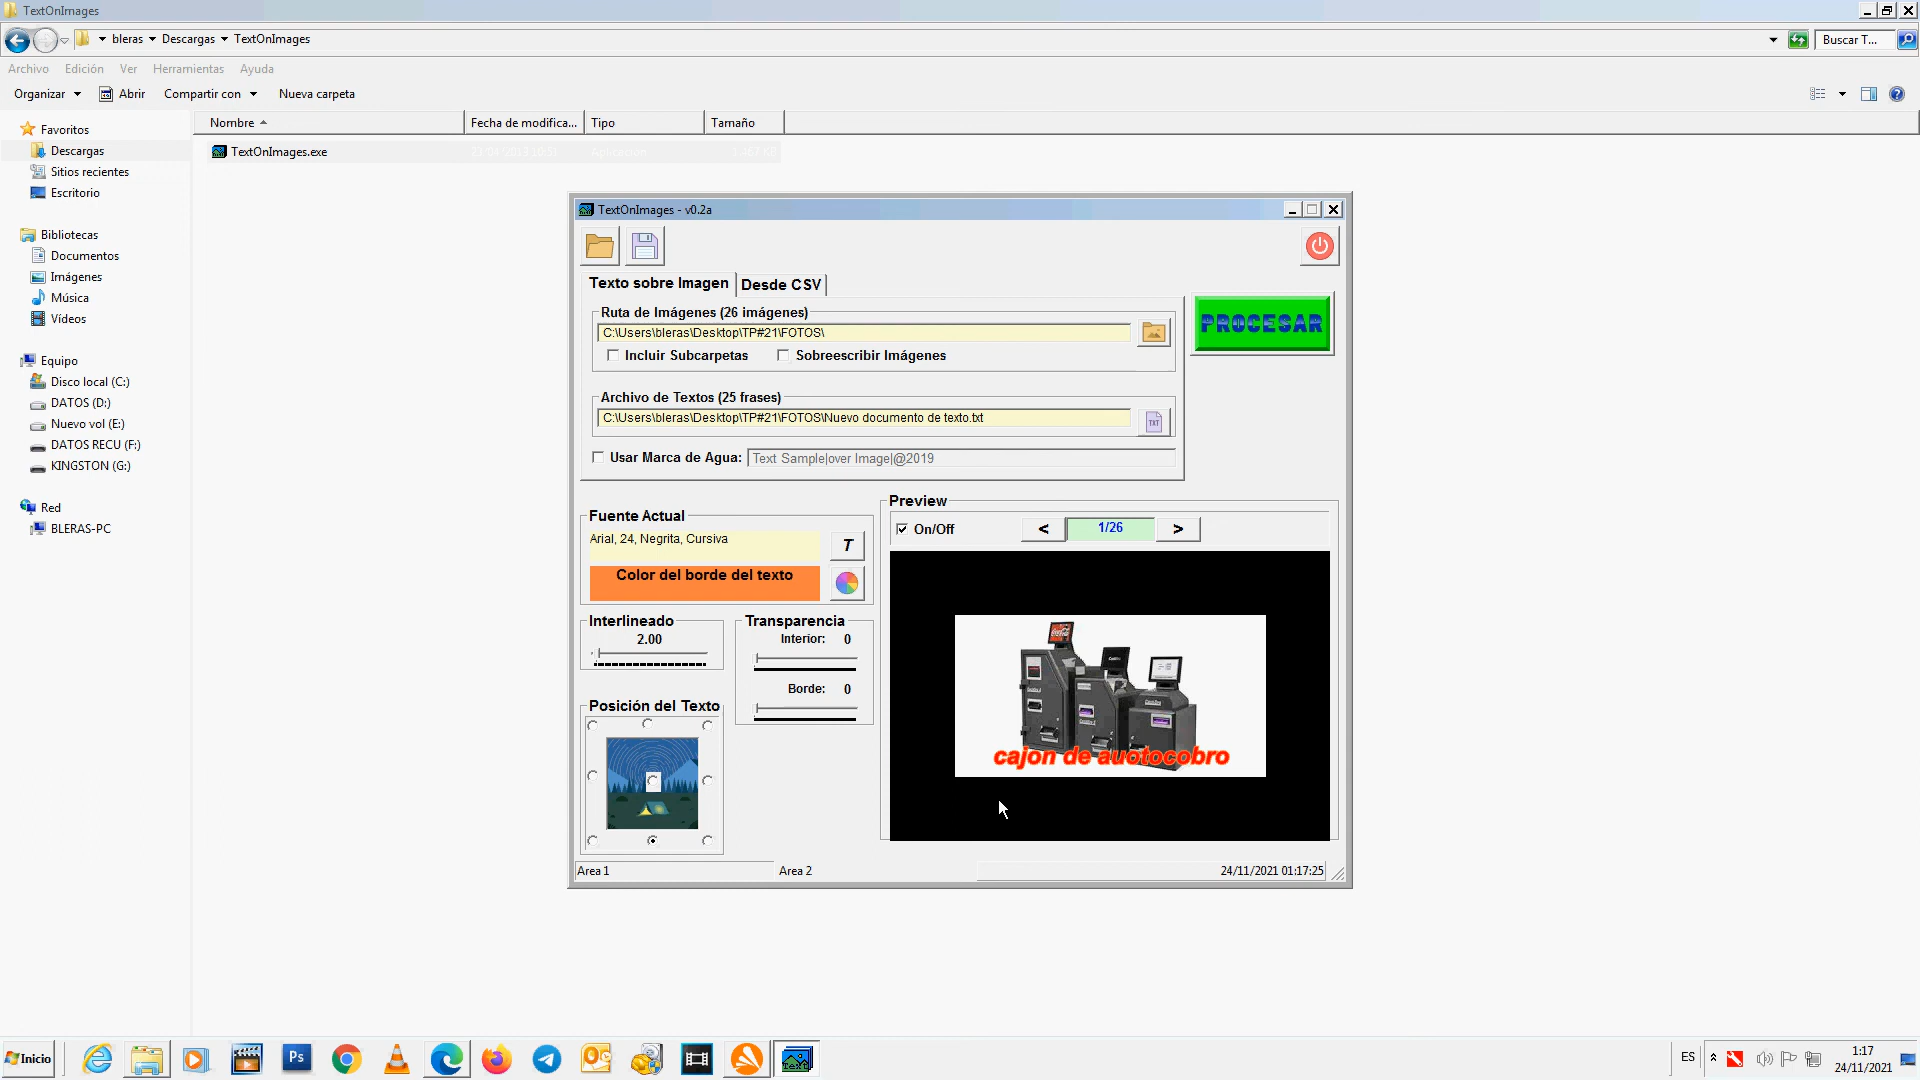 TextOnImages
bleras Descargas TextOnImages
Buscar T...
Archivo Edición Ver Herramientas Ayuda
Organizar Abrir Compartir con Nueva carpeta
Nombre Fecha de modifica... Tipo Tamaño
Favoritos
Descargas
Sitios recientes
Escritorio
Bibliotecas
Documentos
Imágenes
Música
Vídeos
Equipo
Disco local (C:)
DATOS (D:)
Nuevo vol (E:)
DATOS RECU (F:)
KINGSTON (G:)
Red
BLERAS-PC
TextOnImages.exe
TextOnImages - v0.2a
Texto sobre Imagen Desde CSV
PROCESAR
Ruta de Imágenes (26 imágenes)
C:\Users\bleras\Desktop\TP#21\FOTOS\
Incluir Subcarpetas Sobreescribir Imágenes
Archivo de Textos (25 frases)
C:\Users\bleras\Desktop\TP#21\FOTOS\Nuevo documento de texto.txt
TXT
Usar Marca de Agua: Text Sample|over Image|@2019
Fuente Actual
Arial, 24, Negrita, Cursiva
T
Color del borde del texto
Interlineado
2.00
Transparencia
Interior: 0
Borde: 0
Posición del Texto
Preview
On/Off < 1/26 >
cajon de auotocobro
Area 1 Area 2 24/11/2021 01:17:25
Inicio
Ps
Text
ES
1:17
24/11/2021